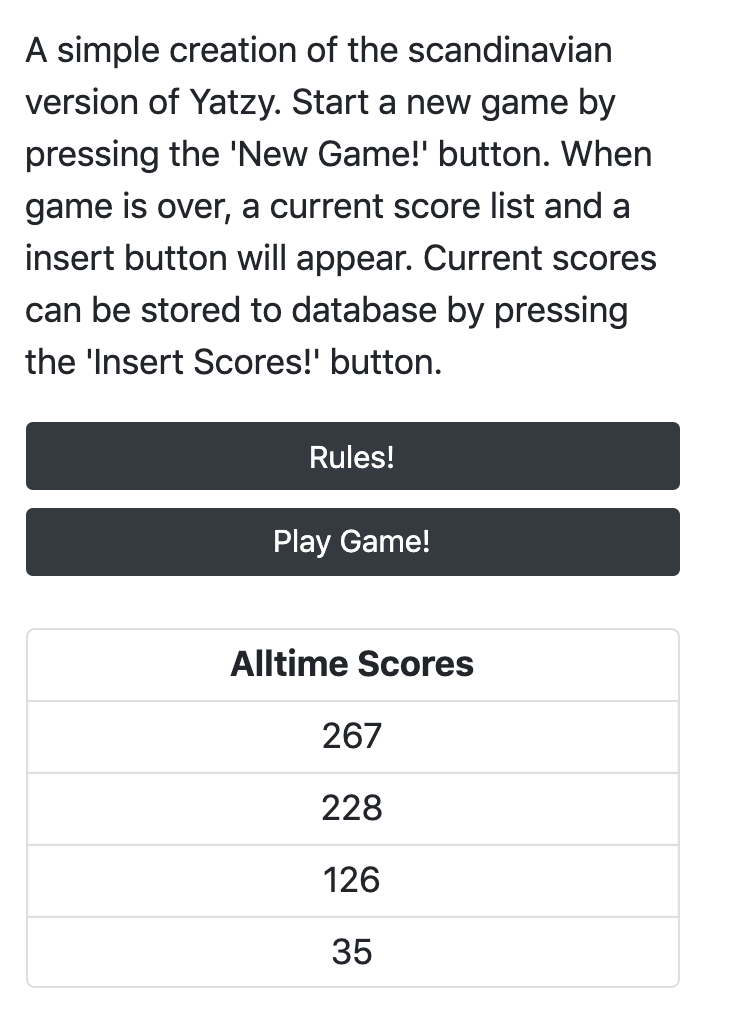 A simple creation of the scandinavian
version of Yatzy. Start a new game by
pressing the 'New Game!' button. When
game is over, a current score list and a
insert button will appear. Current scores
can be stored to database by pressing
the 'Insert Scores!' button.
Rules!
Play Game!
Alltime Scores
267
228
126
35